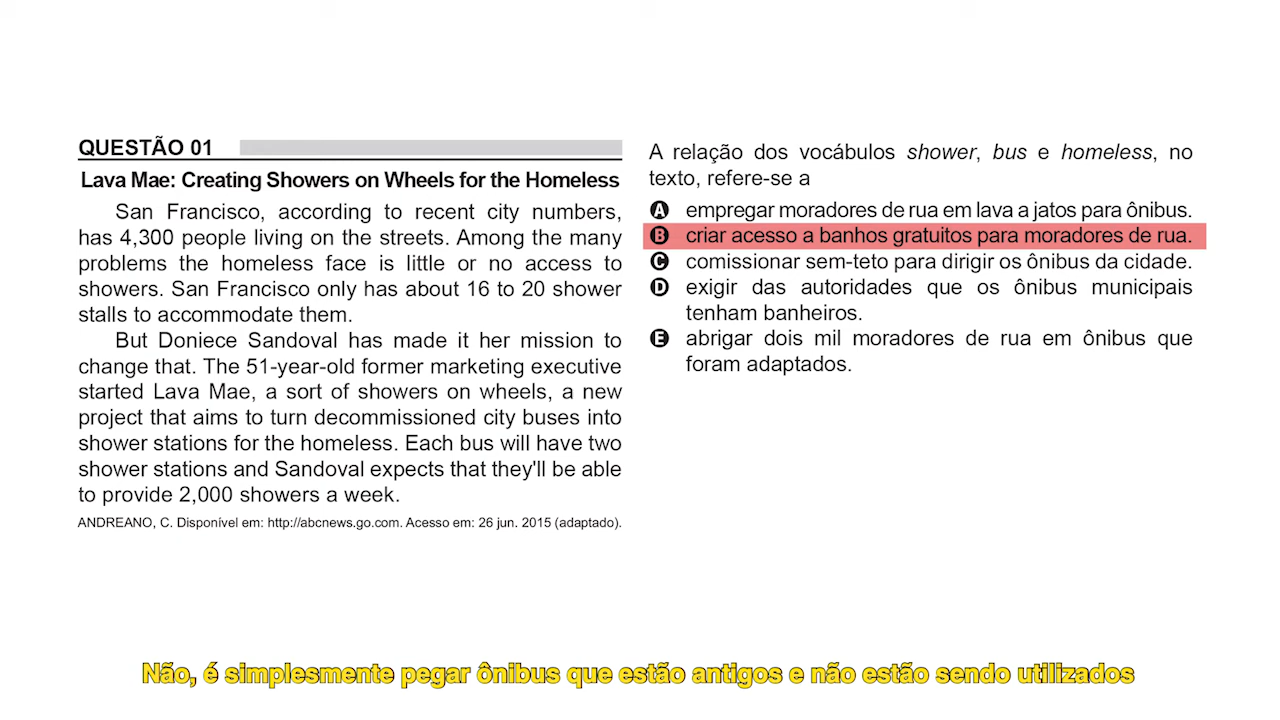 QUESTÃO 01
Lava Mae: Creating Showers on Wheels for the Homeless
San Francisco, according to recent city numbers,
has 4,300 people living on the streets. Among the many
problems the homeless face is little or no access to
showers. San Francisco only has about 16 to 20 shower
stalls to accommodate them.
But Doniece Sandoval has made it her mission to
change that. The 51-year-old former marketing executive
started Lava Mae, a sort of showers on wheels, a new
project that aims to turn decommissioned city buses into
shower stations for the homeless. Each bus will have two
shower stations and Sandoval expects that they'll be able
to provide 2,000 showers a week.
ANDREANO, C. Disponível em: http://abcnews.go.com. Acesso em: 26 jun. 2015 (adaptado).
A relação dos vocábulos shower, bus e homeless, no
texto, refere-se a
A empregar moradores de rua em lava a jatos para ônibus.
B criar acesso a banhos gratuitos para moradores de rua.
C comissionar sem-teto para dirigir os ônibus da cidade.
D exigir das autoridades que os ônibus municipais
tenham banheiros.
E abrigar dois mil moradores de rua em ônibus que
foram adaptados.
Não, é simplesmente pegar ônibus que estão antigos e não estão sendo utilizados